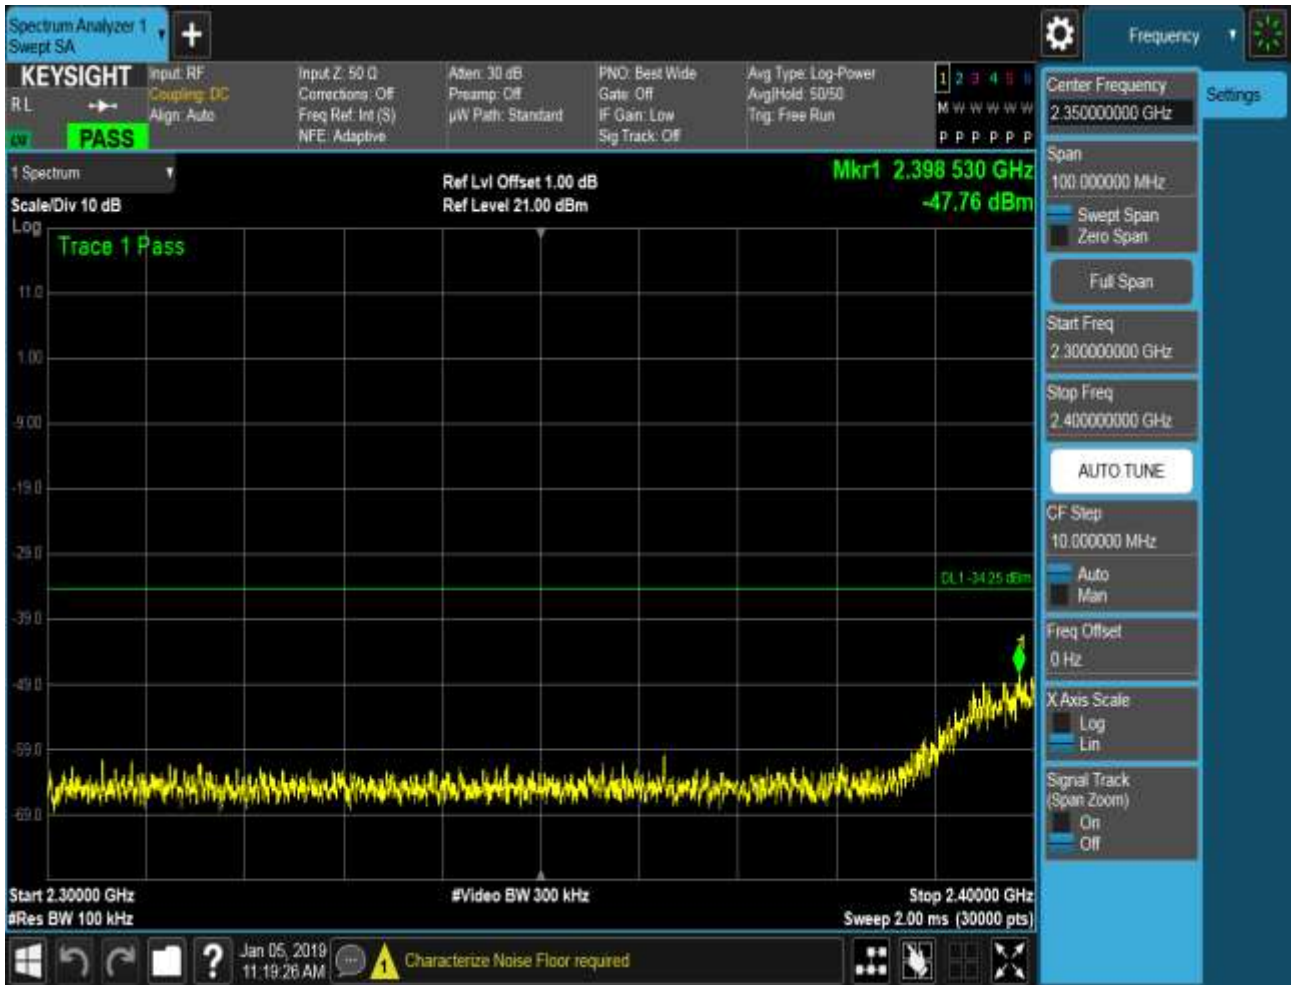 Spectrum Analyzer 1
Swept SA
Frequency
KEYSIGHT
R L
PASS
Input: RF
Coupling: DC
Align: Auto
Input Z: 50 Ω
Corrections: Off
Freq Ref: Int (S)
NFE: Adaptive
Atten: 30 dB
Preamp: Off
µW Path: Standard
PNO: Best Wide
Gate: Off
IF Gain: Low
Sig Track: Off
Avg Type: Log-Power
Avg|Hold: 50/50
Trig: Free Run
1 2 3 4 5 6
M W W W W W
P P P P P P
1 Spectrum
Scale/Div 10 dB
Log
Ref Lvl Offset 1.00 dB
Ref Level 21.00 dBm
Mkr1 2.398 530 GHz
-47.76 dBm
Trace 1 Pass
11.0
1.00
-9.00
-19.0
-29.0
-39.0
-49.0
-59.0
-69.0
DL1 -34.25 dBm
1
Start 2.30000 GHz
#Res BW 100 kHz
#Video BW 300 kHz
Stop 2.40000 GHz
Sweep 2.00 ms (30000 pts)
Center Frequency
2.350000000 GHz
Settings
Span
100.000000 MHz
Swept Span
Zero Span
Full Span
Start Freq
2.300000000 GHz
Stop Freq
2.400000000 GHz
AUTO TUNE
CF Step
10.000000 MHz
Auto
Man
Freq Offset
0 Hz
X Axis Scale
Log
Lin
Signal Track
(Span Zoom)
On
Off
?
Jan 05, 2019
11:19:26 AM
1
Characterize Noise Floor required